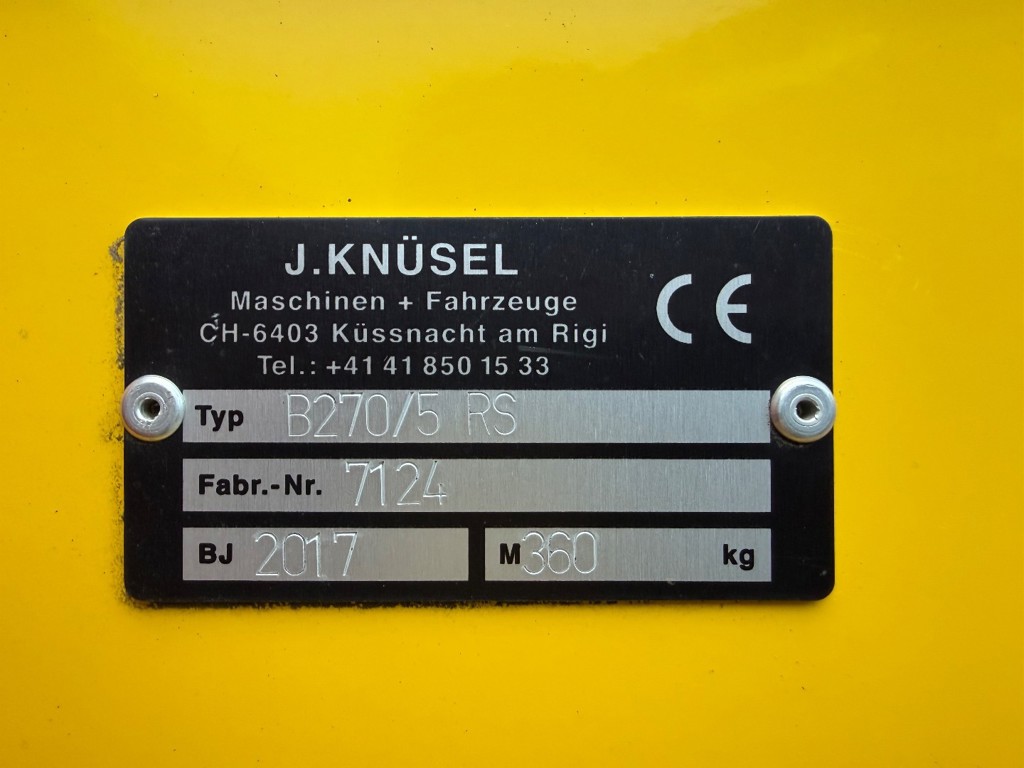 J.KNÜSEL
Maschinen + Fahrzeuge
CH-6403 Küssnacht am Rigi
Tel.: +41 41 850 15 33
CE
Typ B270/5 RS
Fabr.-Nr. 7124
BJ 2017 M 360 kg